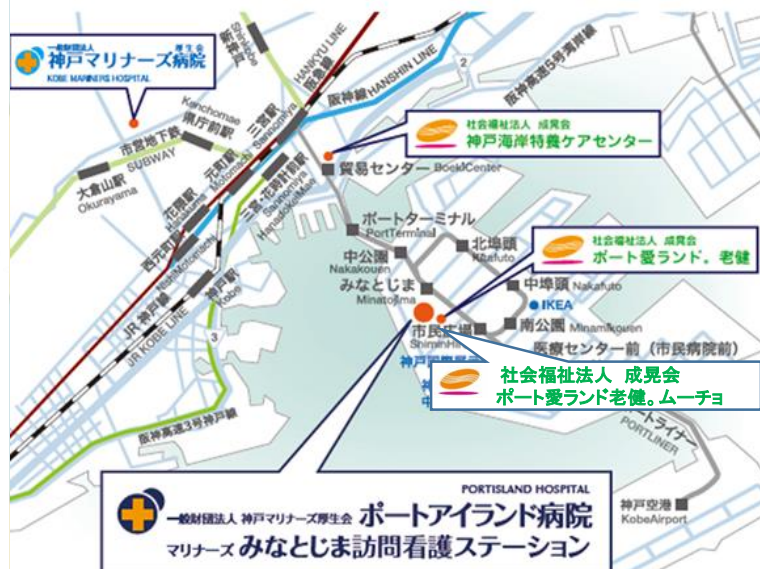 一般財団法人 厚生会
神戸マリナーズ病院
KOBE MARINERS HOSPITAL
新神戸
Shinkobe
HANKYU LINE
阪急線
阪神線 HANSHIN LINE
2
阪神高速5号湾岸線
Kenchomae
県庁前駅
市営地下鉄
SUBWAY
大倉山駅
Okurayama
三宮駅
Sannomiya
元町駅
Motomachi
花隈駅
Hanakuma
西元町駅
NishiMotomachi
三宮・花時計前駅
Sannomiya
HanadokeiMae
社会福祉法人 成晃会
神戸海岸特養ケアセンター
貿易センター BoekiCenter
ポートターミナル
PortTerminal
中公園
Nakakouen
北埠頭
Kitafuto
みなとじま
Minatojima
社会福祉法人 成晃会
ポート愛ランド。老健
中埠頭 Nakafuto
IKEA
市民広場
南公園 Minamikouen
医療センター前（市民病院前）
社会福祉法人 成晃会
ポート愛ランド老健。ムーチョ
神戸駅
Kobe
JR 神戸線
JR KOBE LINE
3
阪神高速3号神戸線
ートライナー
PORTLINER
神戸空港
KobeAirport
PORTISLAND HOSPITAL
一般財団法人 神戸マリナーズ厚生会 ポートアイランド病院
マリナーズ みなとじま訪問看護ステーション